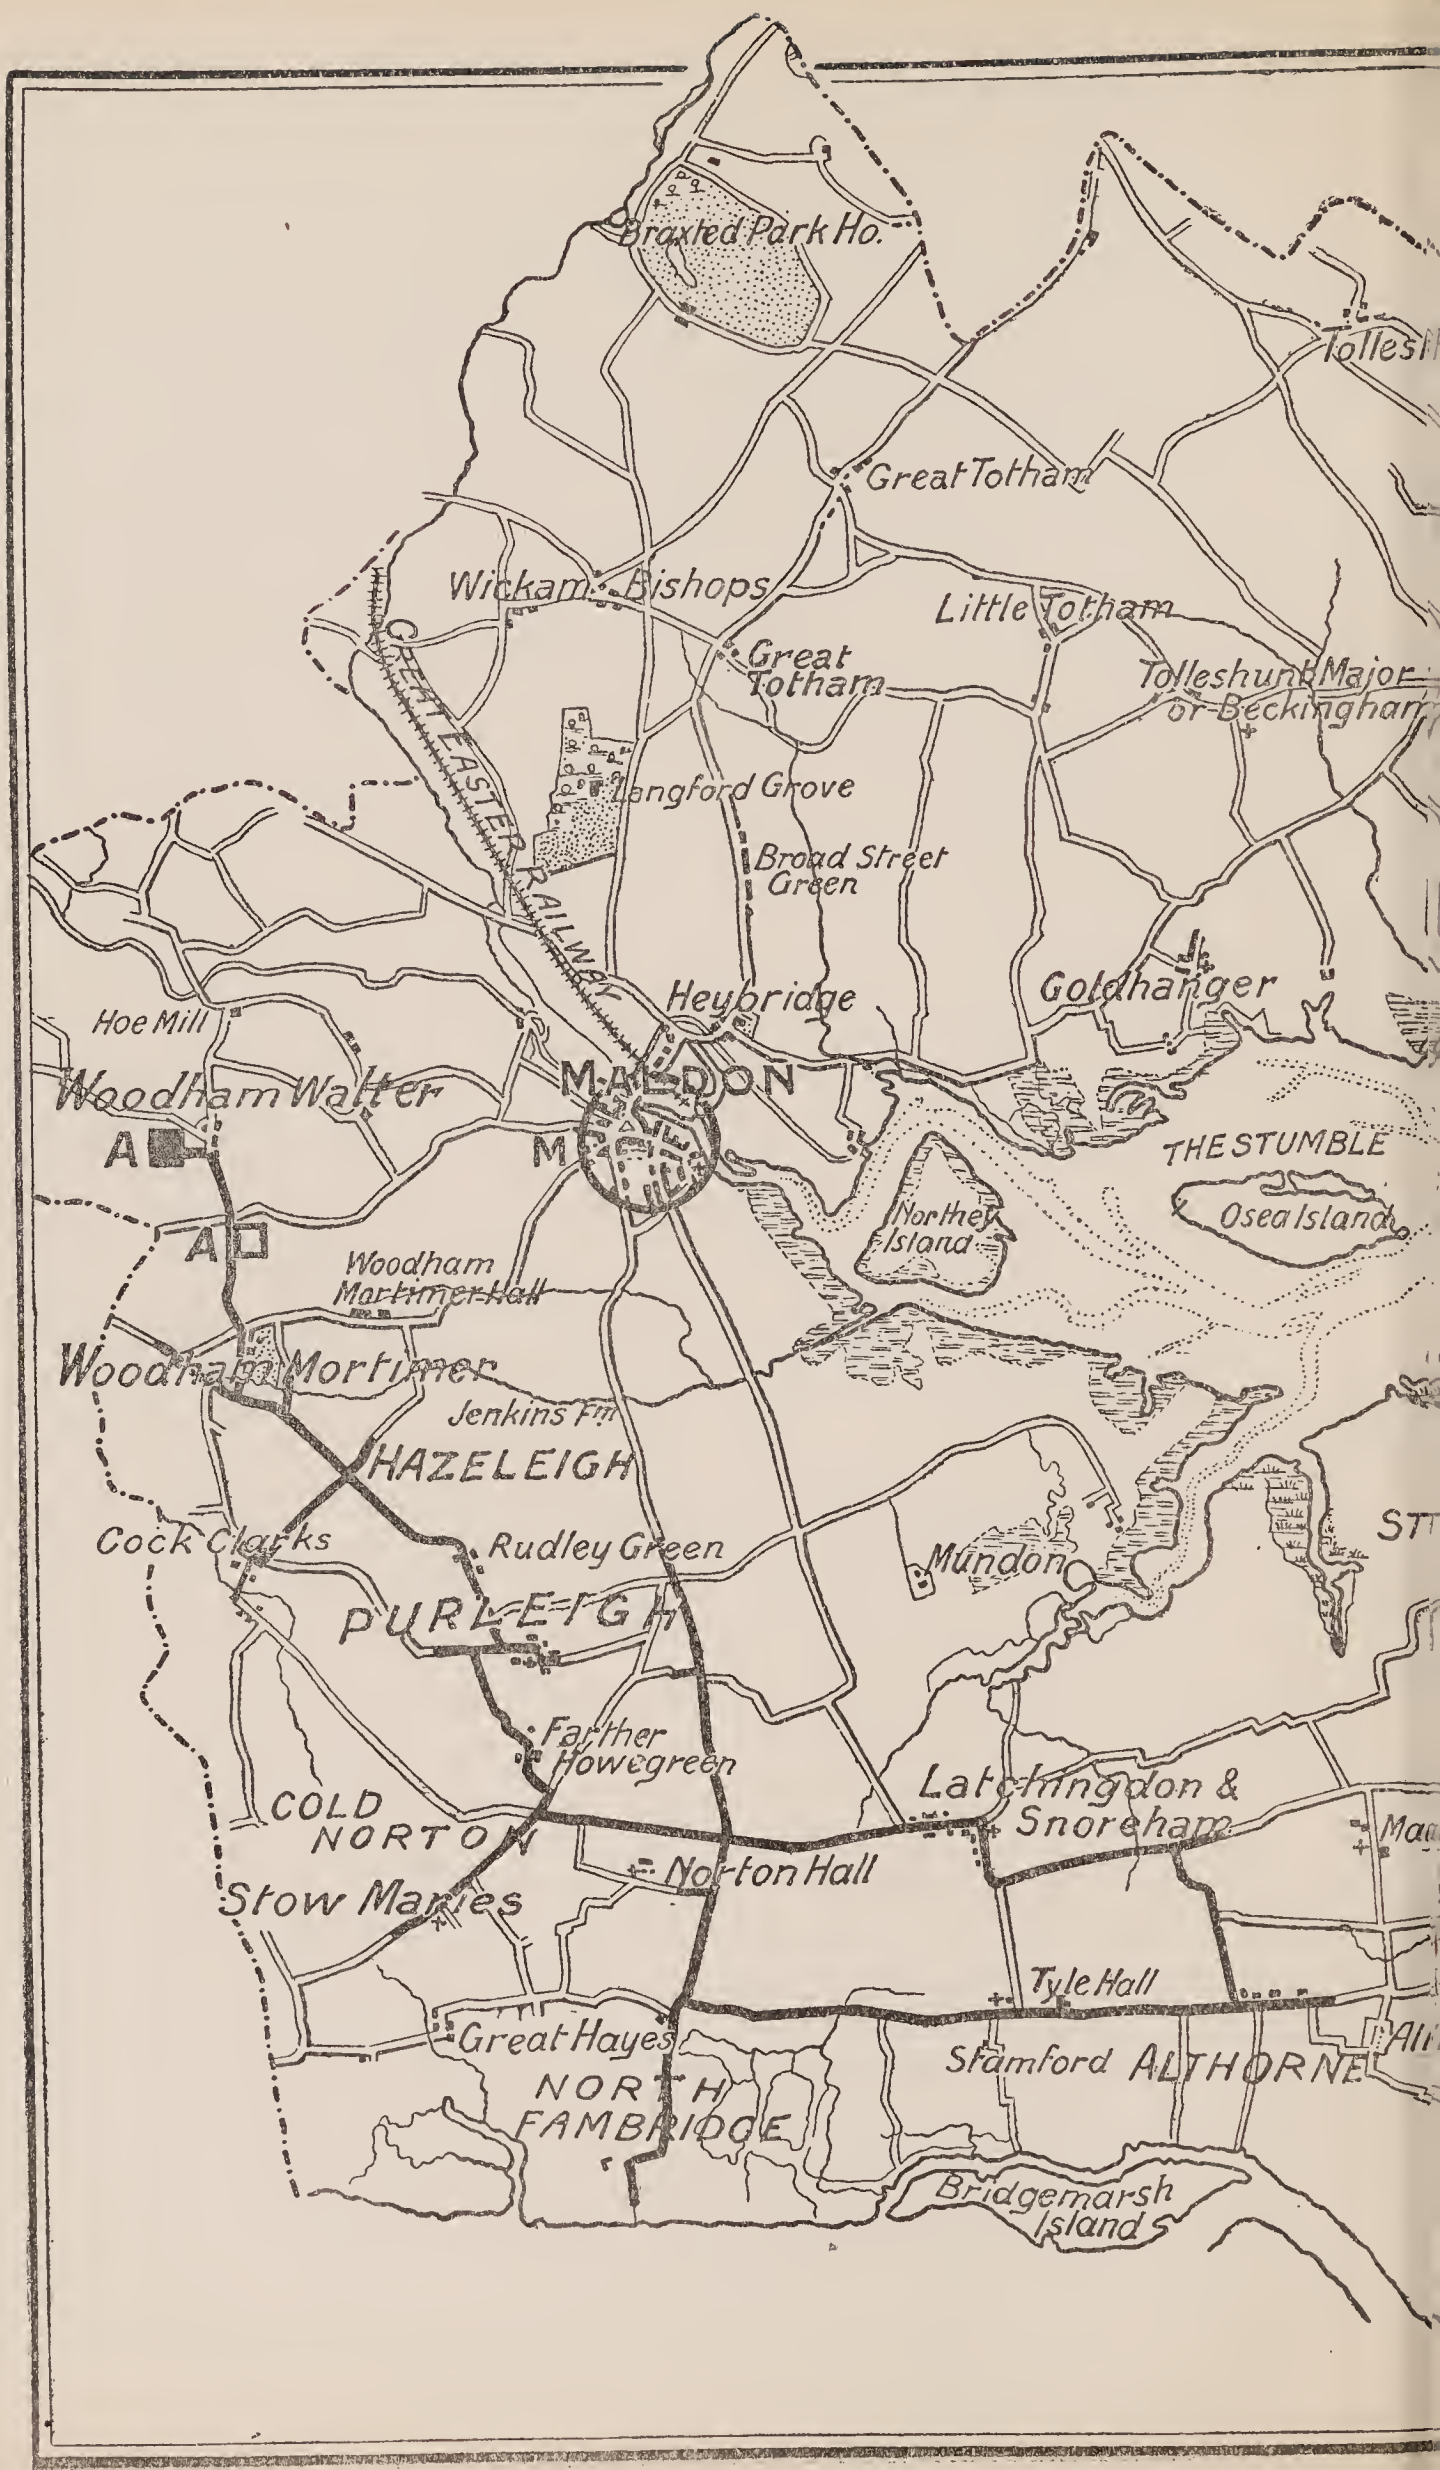 Braxted Park Ho.
Great Totham
Wickam Bishops
Little Totham
Great
Totham
Tolleshunt Major
or Beckingham
GREAT EASTER RAILWAY
Langford Grove
Broad Street
Green
Heybridge
Goldhanger
Hoe Mill
MALDON
Woodham Walter
A
M
THE STUMBLE
Northey
Island
Osea Island
A
Woodham
Mortimer Hall
Woodham Mortimer
Jenkins Fm
HAZELEIGH
Cock Clarks
Rudley Green
Mundon
PURLEIGH
Farther
Howegreen
Latchingdon &
Snoreham
COLD
NORTON
Norton Hall
Stow Maries
Tyle Hall
Great Hayes
Stamford
ALTHORNE
NORTH
FAMBRIDGE
Bridgemarsh
Island